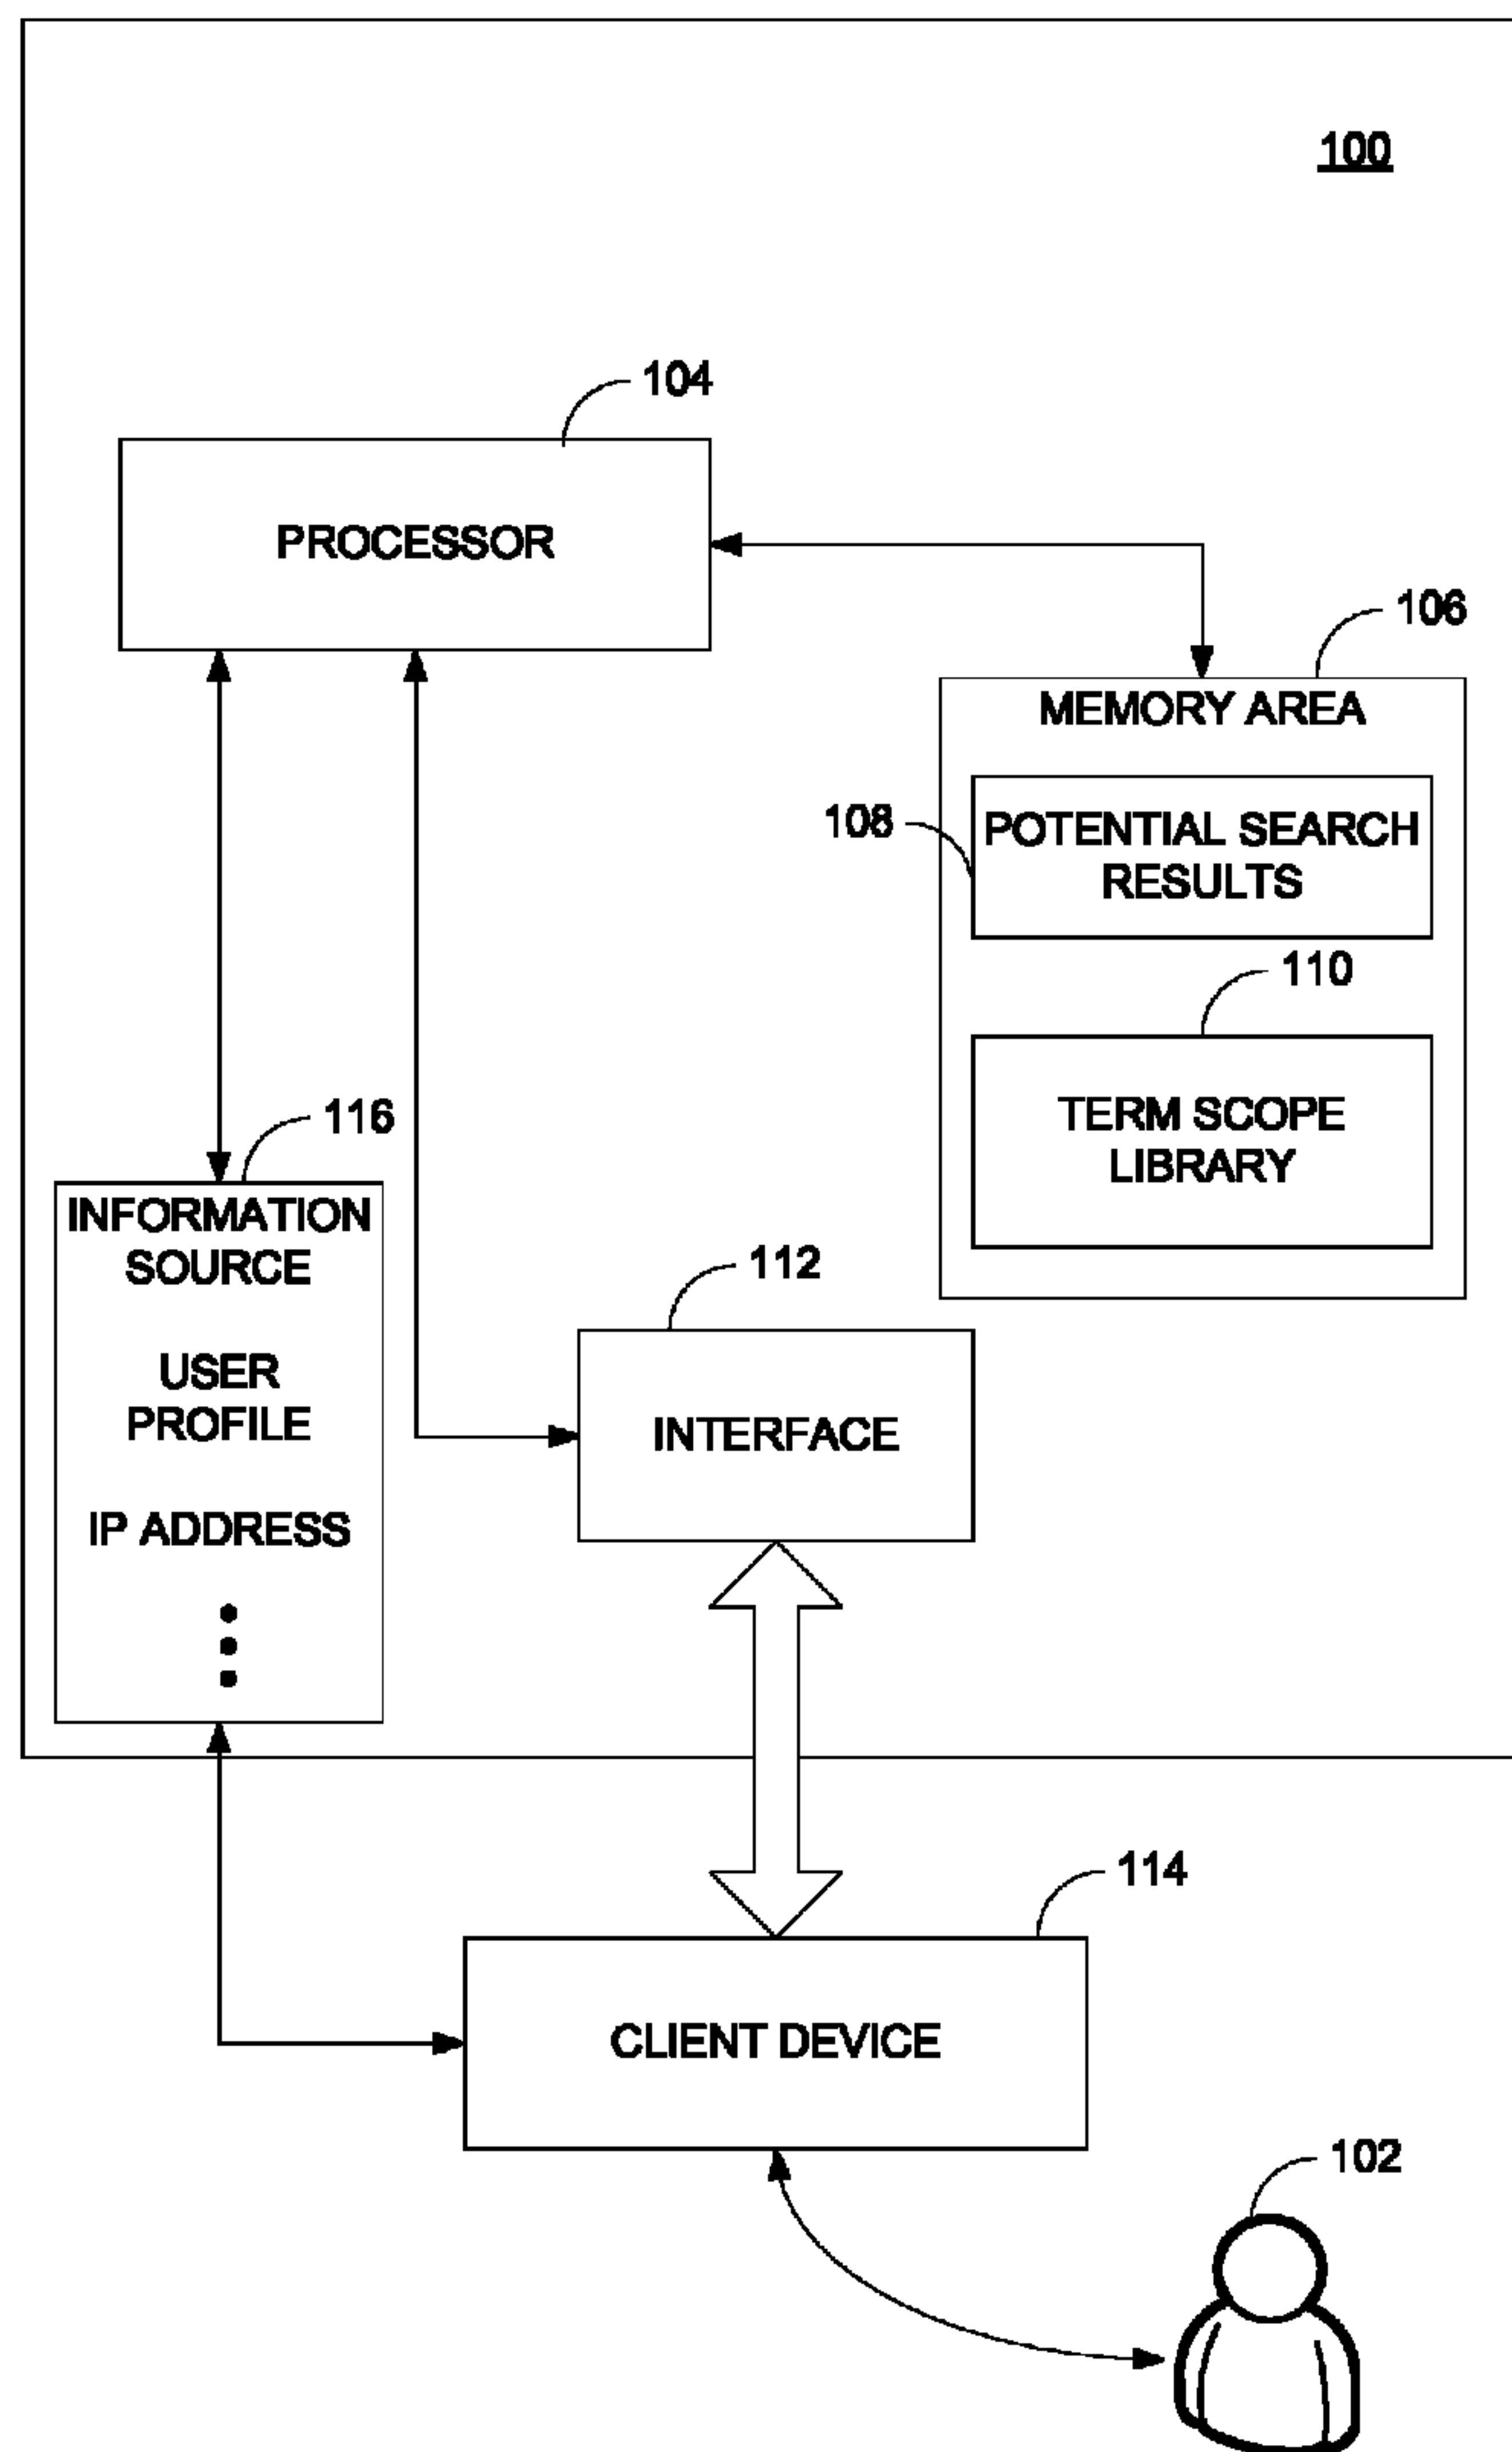 100
104
PROCESSOR
106
MEMORY AREA
108
POTENTIAL SEARCH
RESULTS
110
TERM SCOPE
LIBRARY
116
INFORMATION
SOURCE
USER
PROFILE
IP ADDRESS
112
INTERFACE
114
CLIENT DEVICE
102